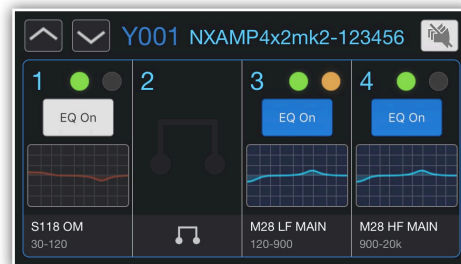 Y001 NXAMP4x2mk2-123456
1 2 3 4
EQ On EQ On EQ On
S118 OM M28 LF MAIN M28 HF MAIN
30-120 120-900 900-20k